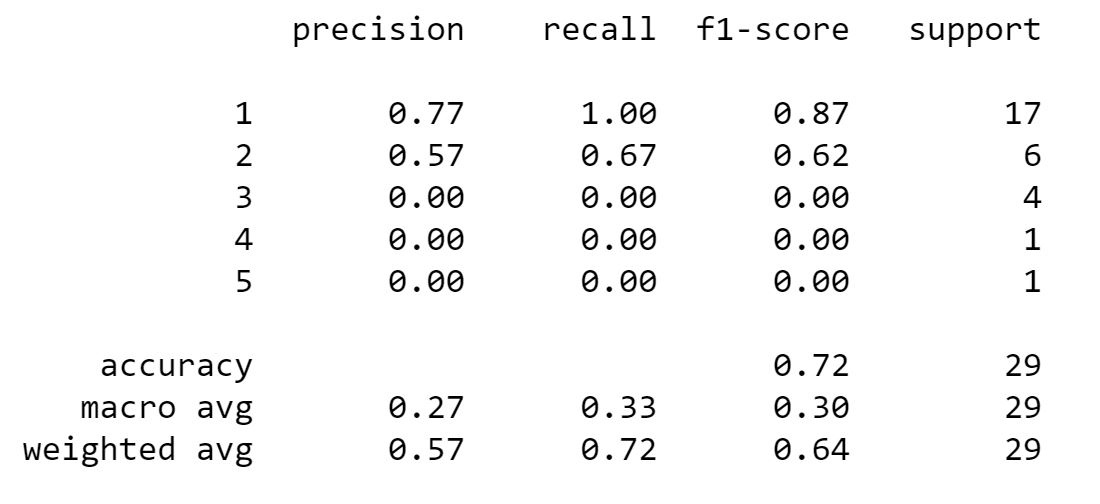 precision recall f1-score support
1 0.77 1.00 0.87 17
2 0.57 0.67 0.62 6
3 0.00 0.00 0.00 4
4 0.00 0.00 0.00 1
5 0.00 0.00 0.00 1
accuracy 0.72 29
macro avg 0.27 0.33 0.30 29
weighted avg 0.57 0.72 0.64 29